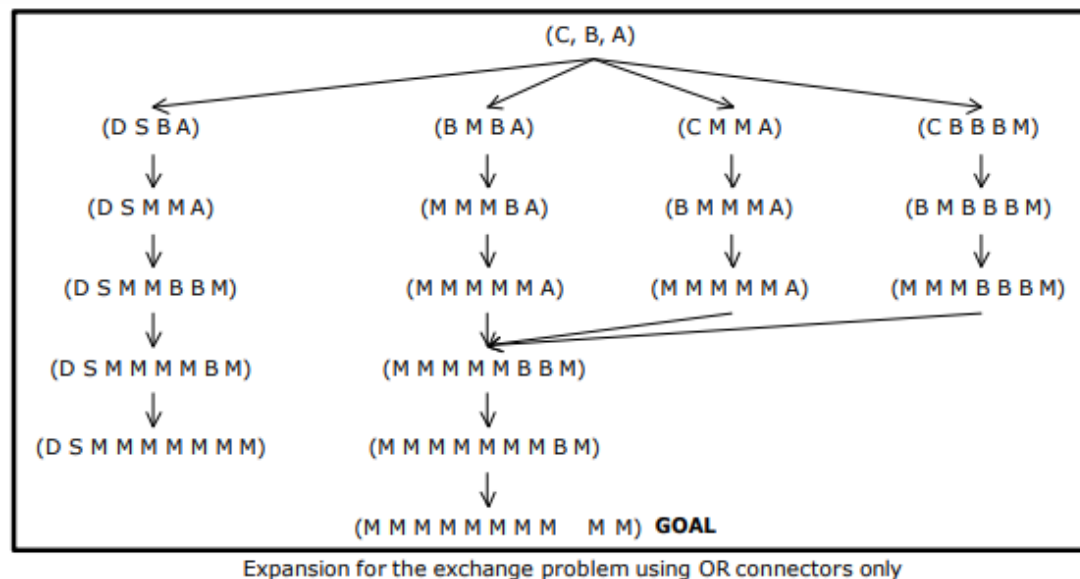 (C, B, A)
(D S B A) (B M B A) (C M M A) (C B B B M)
(D S M M A) (M M M B A) (B M M M A) (B M B B B M)
(D S M M B B M) (M M M M M A) (M M M M M A) (M M M B B B M)
(D S M M M M B M) (M M M M M B B M)
(D S M M M M M M M) (M M M M M M M B M)
(M M M M M M M M M M) GOAL
Expansion for the exchange problem using OR connectors only